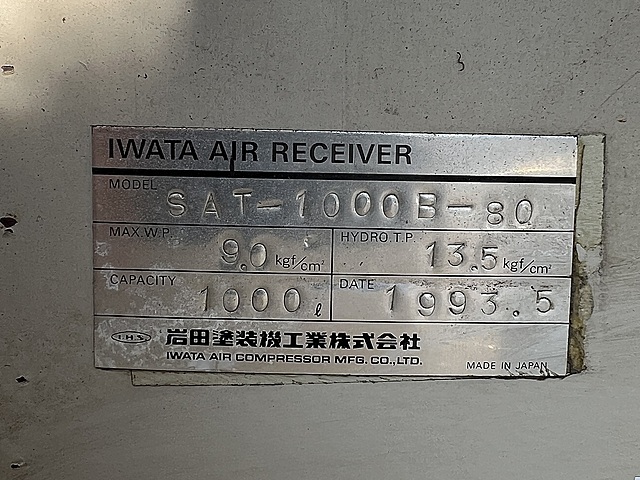 IWATA AIR RECEIVER
MODEL SAT-1000B-80
MAX.W.P. 9.0 kgf/cm² HYDRO.T.P. 13.5 kgf/cm²
CAPACITY 1000ℓ DATE 1993.5
I.H.S. 岩田塗装機工業株式会社
IWATA AIR COMPRESSOR MFG. CO.,LTD.
MADE IN JAPAN